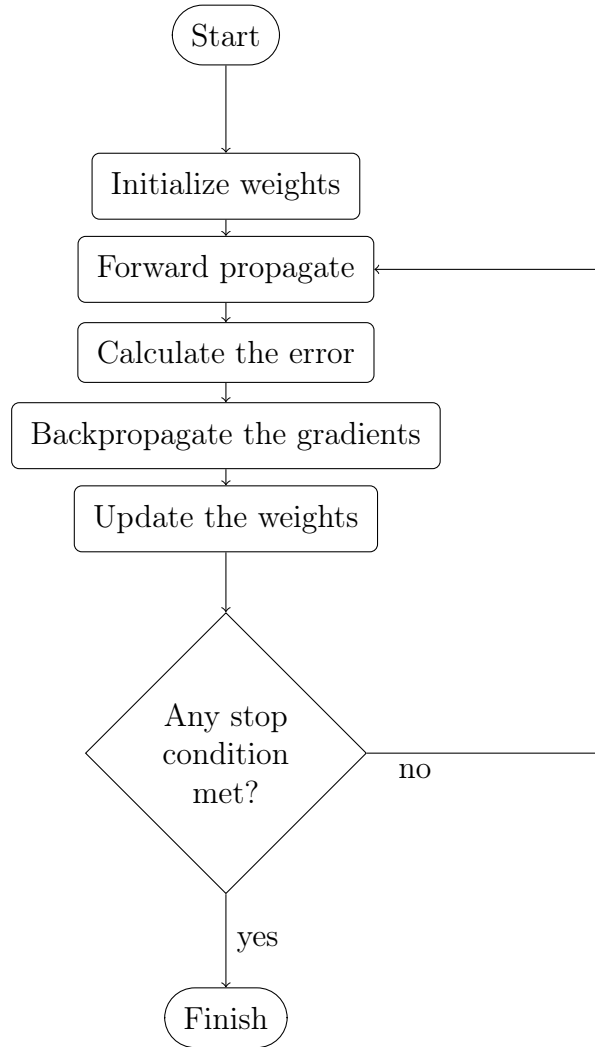 Start
Initialize weights
Forward propagate
Calculate the error
Backpropagate the gradients
Update the weights
Any stop
condition
met?
no
yes
Finish